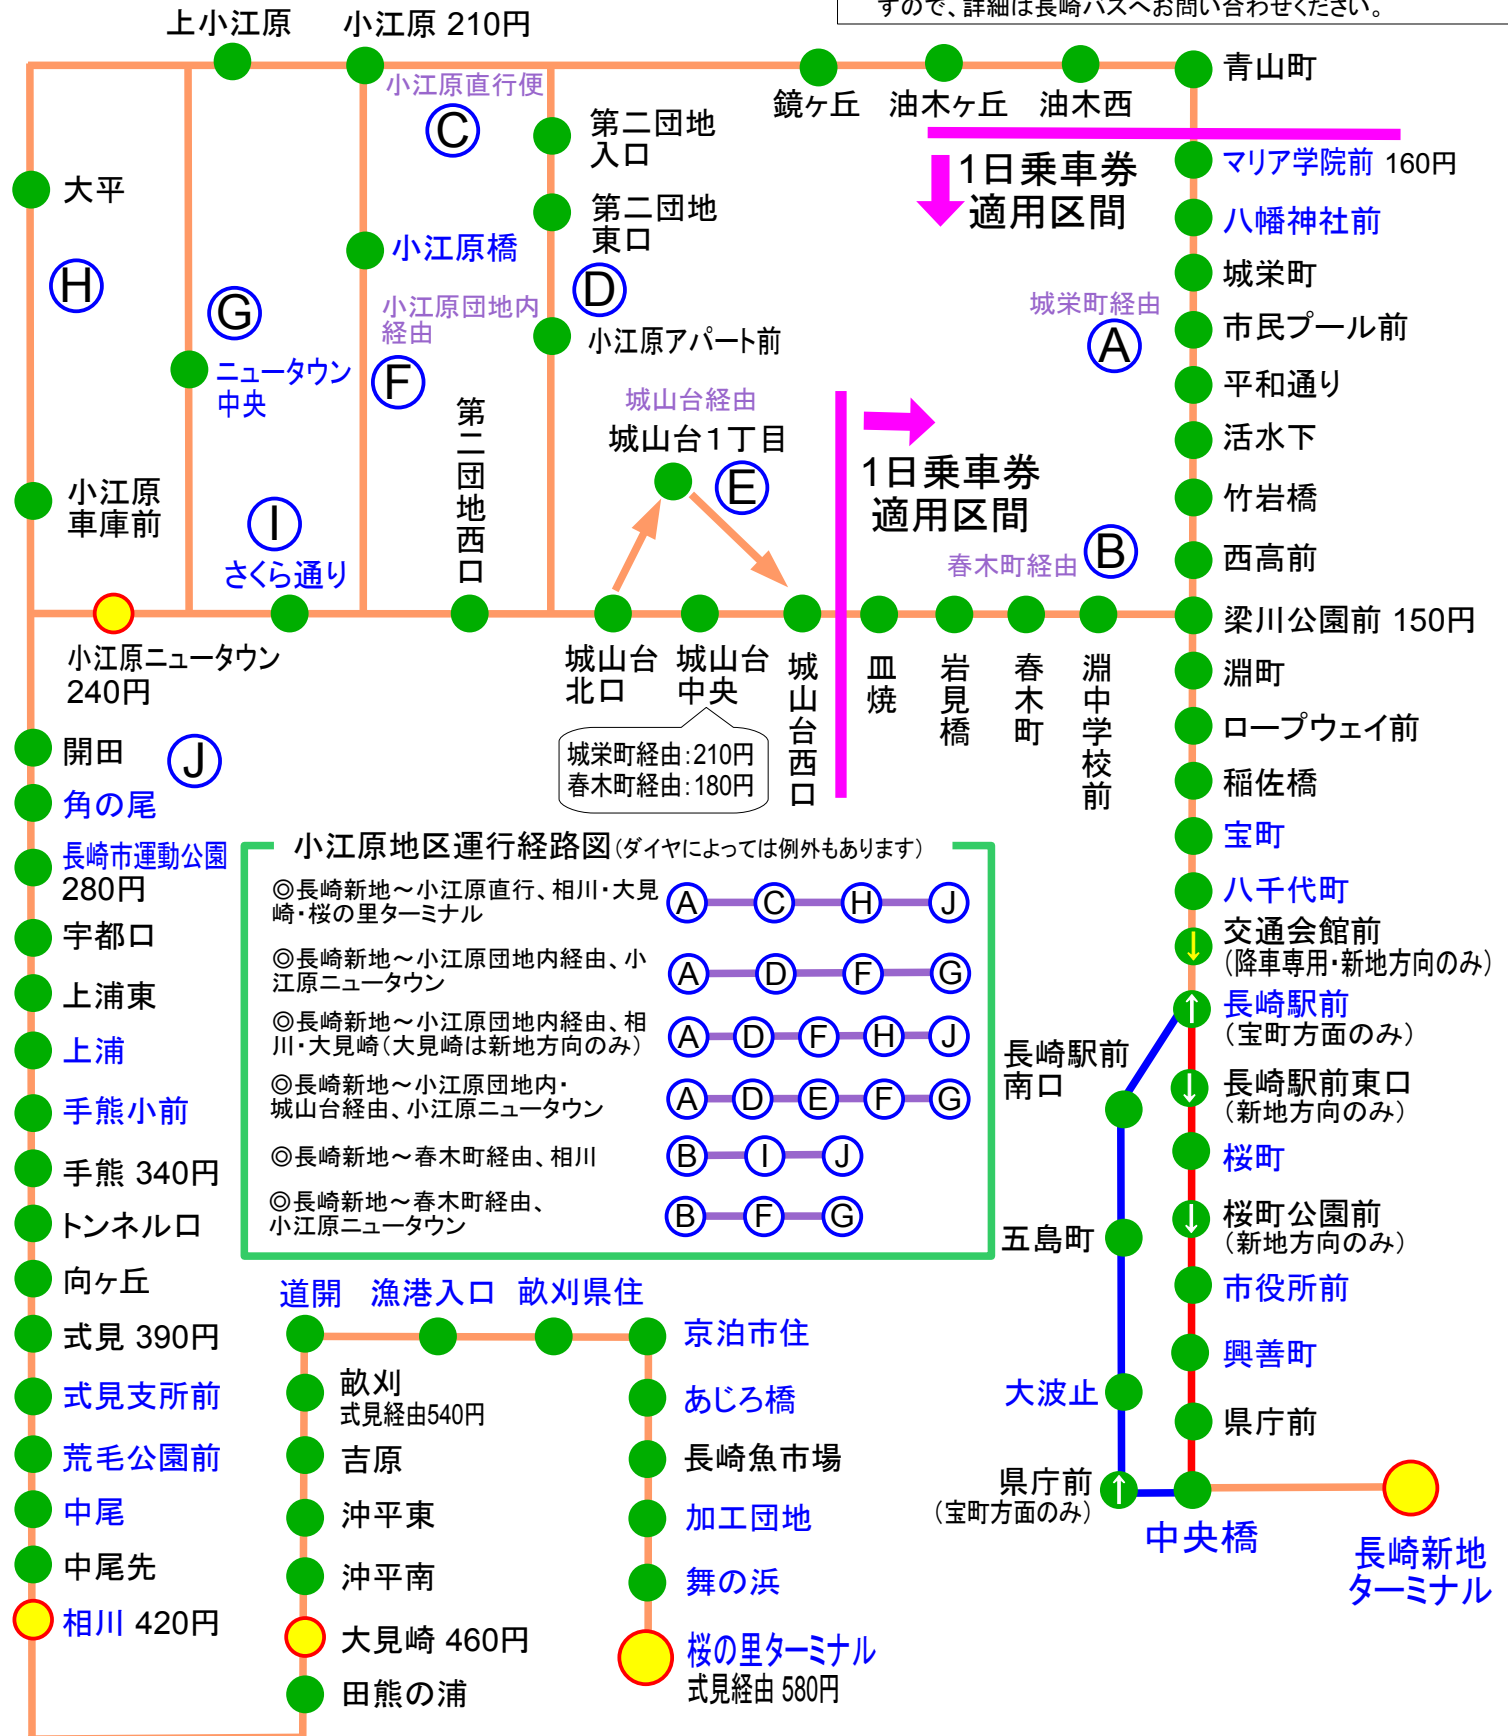 すので、詳細は長崎バスへお問い合わせください。
上小江原
小江原 210円
小江原直行便
C
鏡ヶ丘
油木ヶ丘
油木西
青山町
第二団地
入口
第二団地
東口
D
小江原アパート前
1日乗車券
適用区間
マリア学院前 160円
八幡神社前
城栄町
城栄町経由
A
市民プール前
平和通り
活水下
竹岩橋
西高前
梁川公園前 150円
淵町
ロープウェイ前
稲佐橋
宝町
八千代町
交通会館前
(降車専用・新地方向のみ)
長崎駅前
(宝町方面のみ)
長崎駅前東口
(新地方向のみ)
桜町
桜町公園前
(新地方向のみ)
市役所前
興善町
県庁前
大平
H
G
ニュータウン
中央
小江原橋
小江原団地内
経由
F
小江原
車庫前
I
さくら通り
第二団地西口
城山台経由
城山台1丁目
E
1日乗車券
適用区間
春木町経由
B
小江原ニュータウン
240円
城山台
北口
城山台
中央
城山台西口
皿焼
岩見橋
春木町
淵中学校前
城栄町経由:210円
春木町経由:180円
開田
J
角の尾
長崎市運動公園
280円
宇都口
上浦東
上浦
手熊小前
手熊 340円
トンネル口
向ヶ丘
式見 390円
式見支所前
荒毛公園前
中尾
中尾先
相川 420円
小江原地区運行経路図(ダイヤによっては例外もあります)
◎長崎新地~小江原直行、相川・大見
崎・桜の里ターミナル
A C H J
◎長崎新地~小江原団地内経由、小
江原ニュータウン
A D F G
◎長崎新地~小江原団地内経由、相
川・大見崎(大見崎は新地方向のみ)
A D F H J
◎長崎新地~小江原団地内・
城山台経由、小江原ニュータウン
A D E F G
◎長崎新地~春木町経由、相川
B I J
◎長崎新地~春木町経由、
小江原ニュータウン
B F G
長崎駅前
南口
五島町
大波止
県庁前
(宝町方面のみ)
中央橋
長崎新地
ターミナル
道開
漁港入口
畝刈県住
京泊市住
畝刈
式見経由540円
吉原
沖平東
沖平南
大見崎 460円
田熊の浦
あじろ橋
長崎魚市場
加工団地
舞の浜
桜の里ターミナル
式見経由 580円